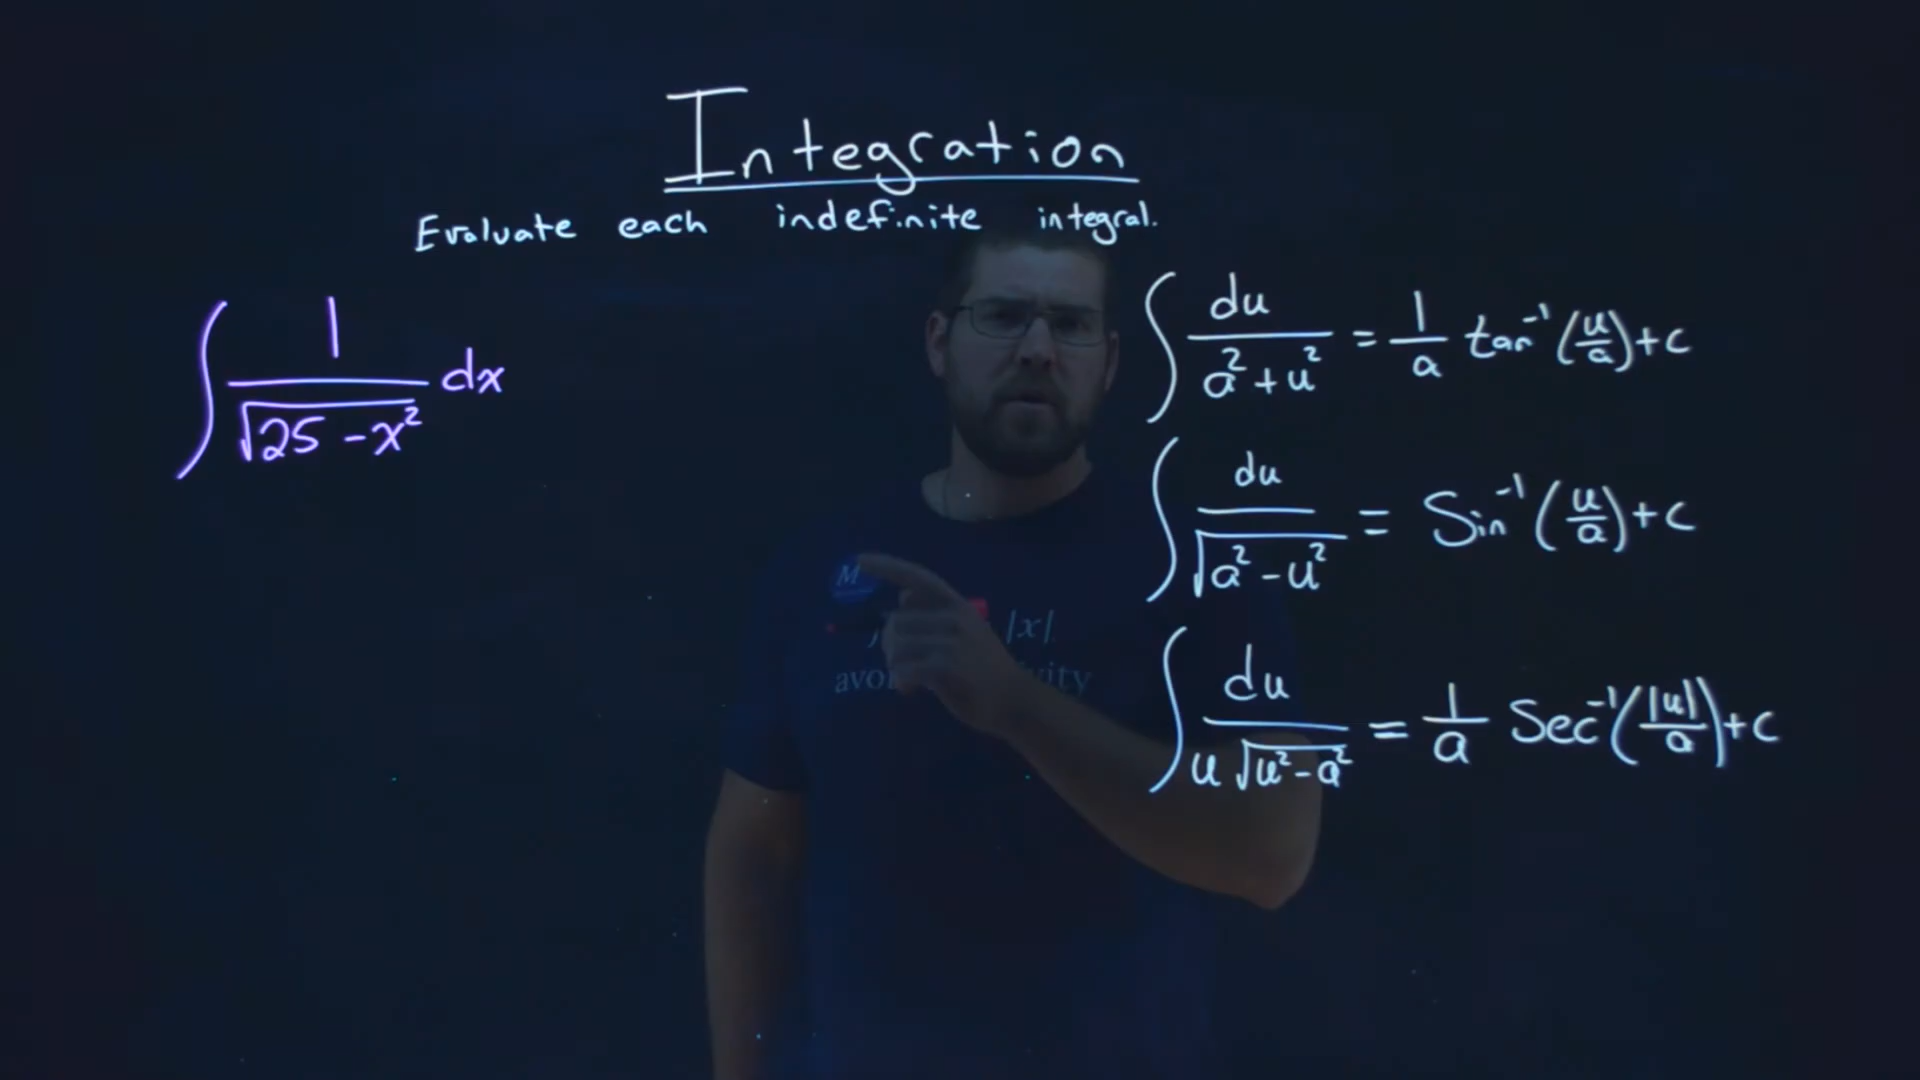 Integration
Evaluate each indefinite integral.
∫ 1/√(25 - x²) dx
∫ du/(a² + u²) = 1/a tan⁻¹(u/a) + c
∫ du/√(a² - u²) = Sin⁻¹(u/a) + c
∫ du/(u√(u² - a²)) = 1/a Sec⁻¹(|u|/a) + c
M
|x|